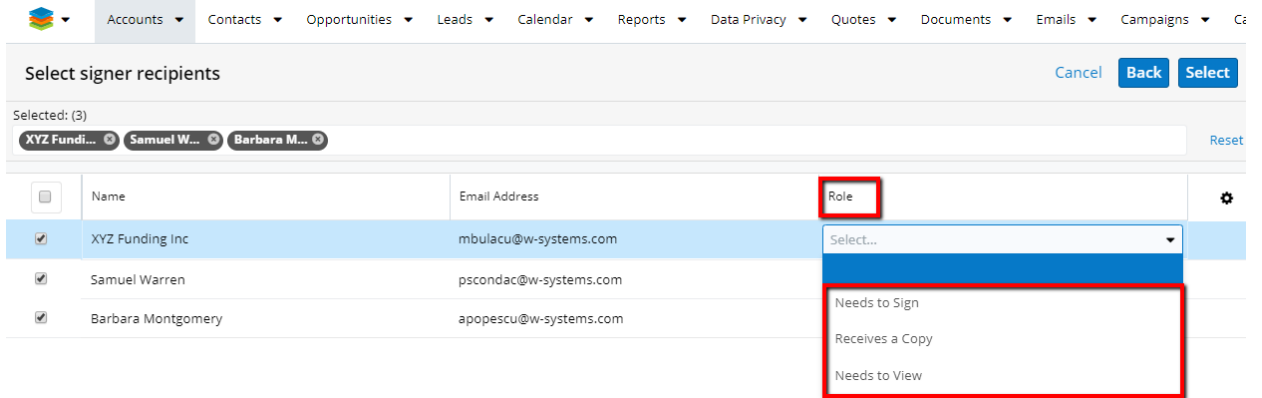 Accounts Contacts Opportunities Leads Calendar Reports Data Privacy Quotes Documents Emails Campaigns Ca
Select signer recipients Cancel Back Select
Selected: (3)
XYZ Fundi... Samuel W... Barbara M... Reset
Name Email Address Role
XYZ Funding Inc mbulacu@w-systems.com Select...
Samuel Warren pscondac@w-systems.com
Needs to Sign
Barbara Montgomery apopescu@w-systems.com
Receives a Copy
Needs to View